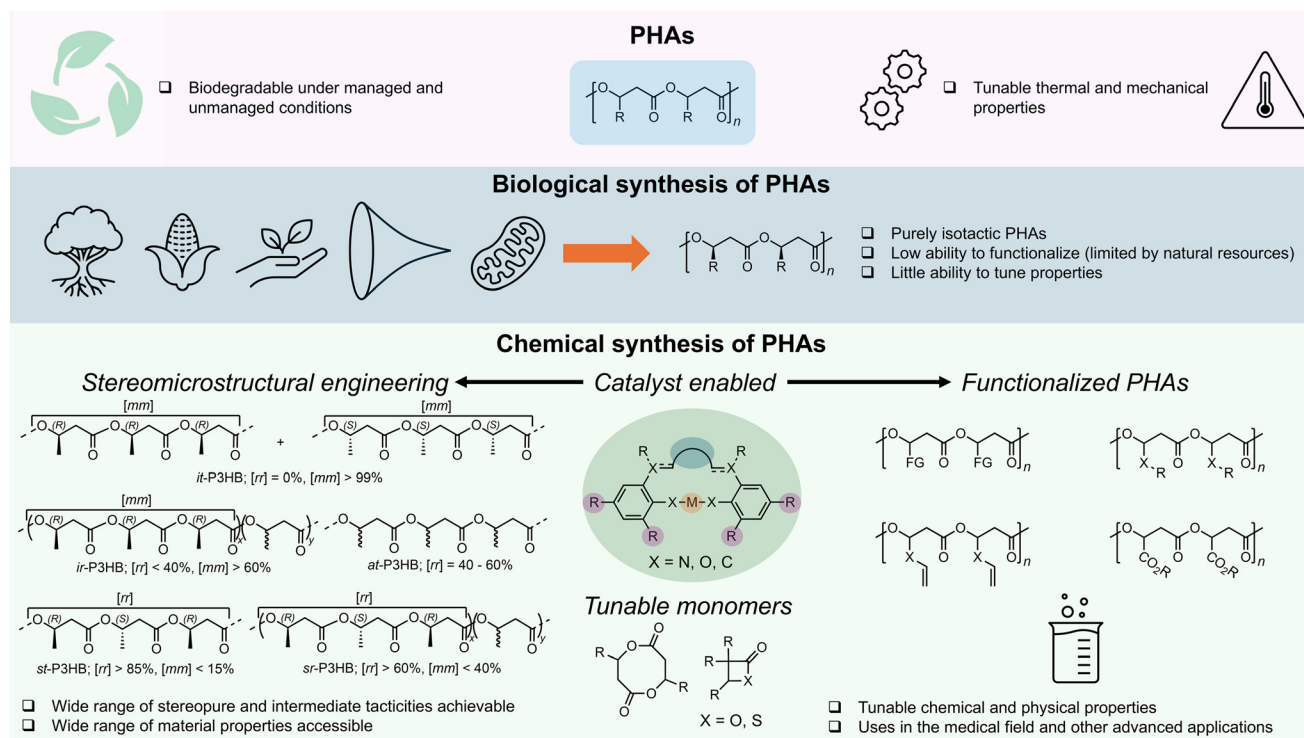 PHAs
❑ Biodegradable under managed and
unmanaged conditions
O
O
R
O
R
O
n
❑ Tunable thermal and mechanical
properties
Biological synthesis of PHAs
O
O
R
O
R
O
n
❑ Purely isotactic PHAs
❑ Low ability to functionalize (limited by natural resources)
❑ Little ability to tune properties
Chemical synthesis of PHAs
Stereomicrostructural engineering
Catalyst enabled
Functionalized PHAs
[mm]
O (R) O (R) O (R)
O O O
+
[mm]
O (S) O (S) O (S)
O O O
it-P3HB; [rr] = 0%, [mm] > 99%
[mm]
O (R) O (R) O (R) O
O O O x O y
ir-P3HB; [rr] < 40%, [mm] > 60%
O O O
O O O
at-P3HB; [rr] = 40 - 60%
[rr]
O (R) O (S) O (R)
O O O
st-P3HB; [rr] > 85%, [mm] < 15%
[rr]
O (R) O (S) O (R) O
O O O x O y
sr-P3HB; [rr] > 60%, [mm] < 40%
❑ Wide range of stereopure and intermediate tacticities achievable
❑ Wide range of material properties accessible
R R
X X
R X M X R
R R
X = N, O, C
Tunable monomers
O
R O
O R
O
R O
R
R X
X = O, S
O O
FG O FG O n
O O
X O X O n
R R
O O
X O X O n
O O
CO2R O CO2R O n
❑ Tunable chemical and physical properties
❑ Uses in the medical field and other advanced applications